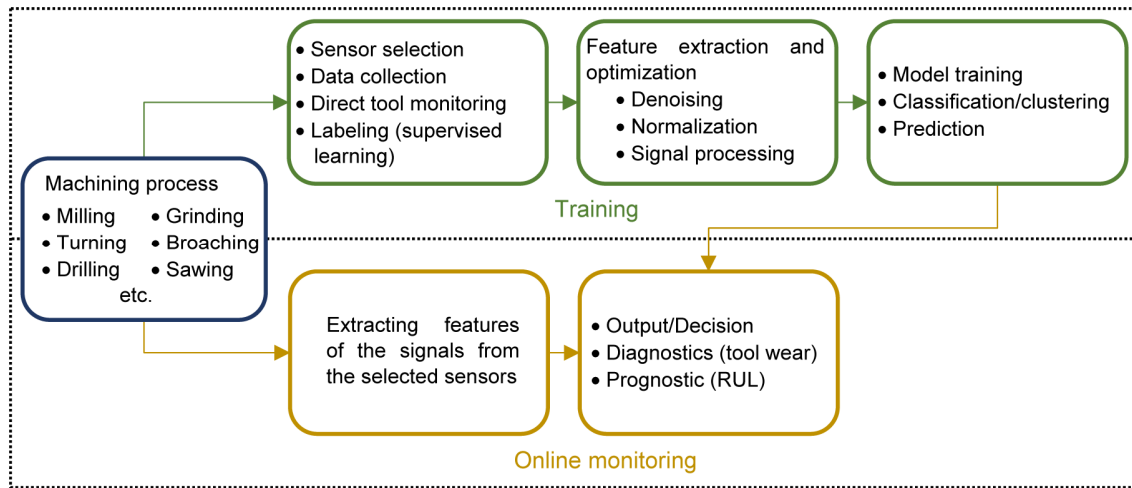 • Sensor selection
• Data collection
• Direct tool monitoring
• Labeling (supervised
learning)
Feature extraction and
optimization
• Denoising
• Normalization
• Signal processing
• Model training
• Classification/clustering
• Prediction
Training
Machining process
• Milling • Grinding
• Turning • Broaching
• Drilling • Sawing
etc.
Extracting features
of the signals from
the selected sensors
• Output/Decision
• Diagnostics (tool wear)
• Prognostic (RUL)
Online monitoring